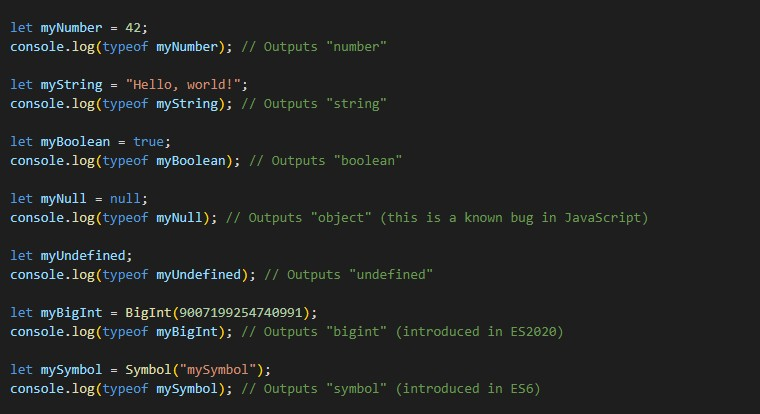 let myNumber = 42;
console.log(typeof myNumber); // Outputs "number"
let myString = "Hello, world!";
console.log(typeof myString); // Outputs "string"
let myBoolean = true;
console.log(typeof myBoolean); // Outputs "boolean"
let myNull = null;
console.log(typeof myNull); // Outputs "object" (this is a known bug in JavaScript)
let myUndefined;
console.log(typeof myUndefined); // Outputs "undefined"
let myBigInt = BigInt(9007199254740991);
console.log(typeof myBigInt); // Outputs "bigint" (introduced in ES2020)
let mySymbol = Symbol("mySymbol");
console.log(typeof mySymbol); // Outputs "symbol" (introduced in ES6)